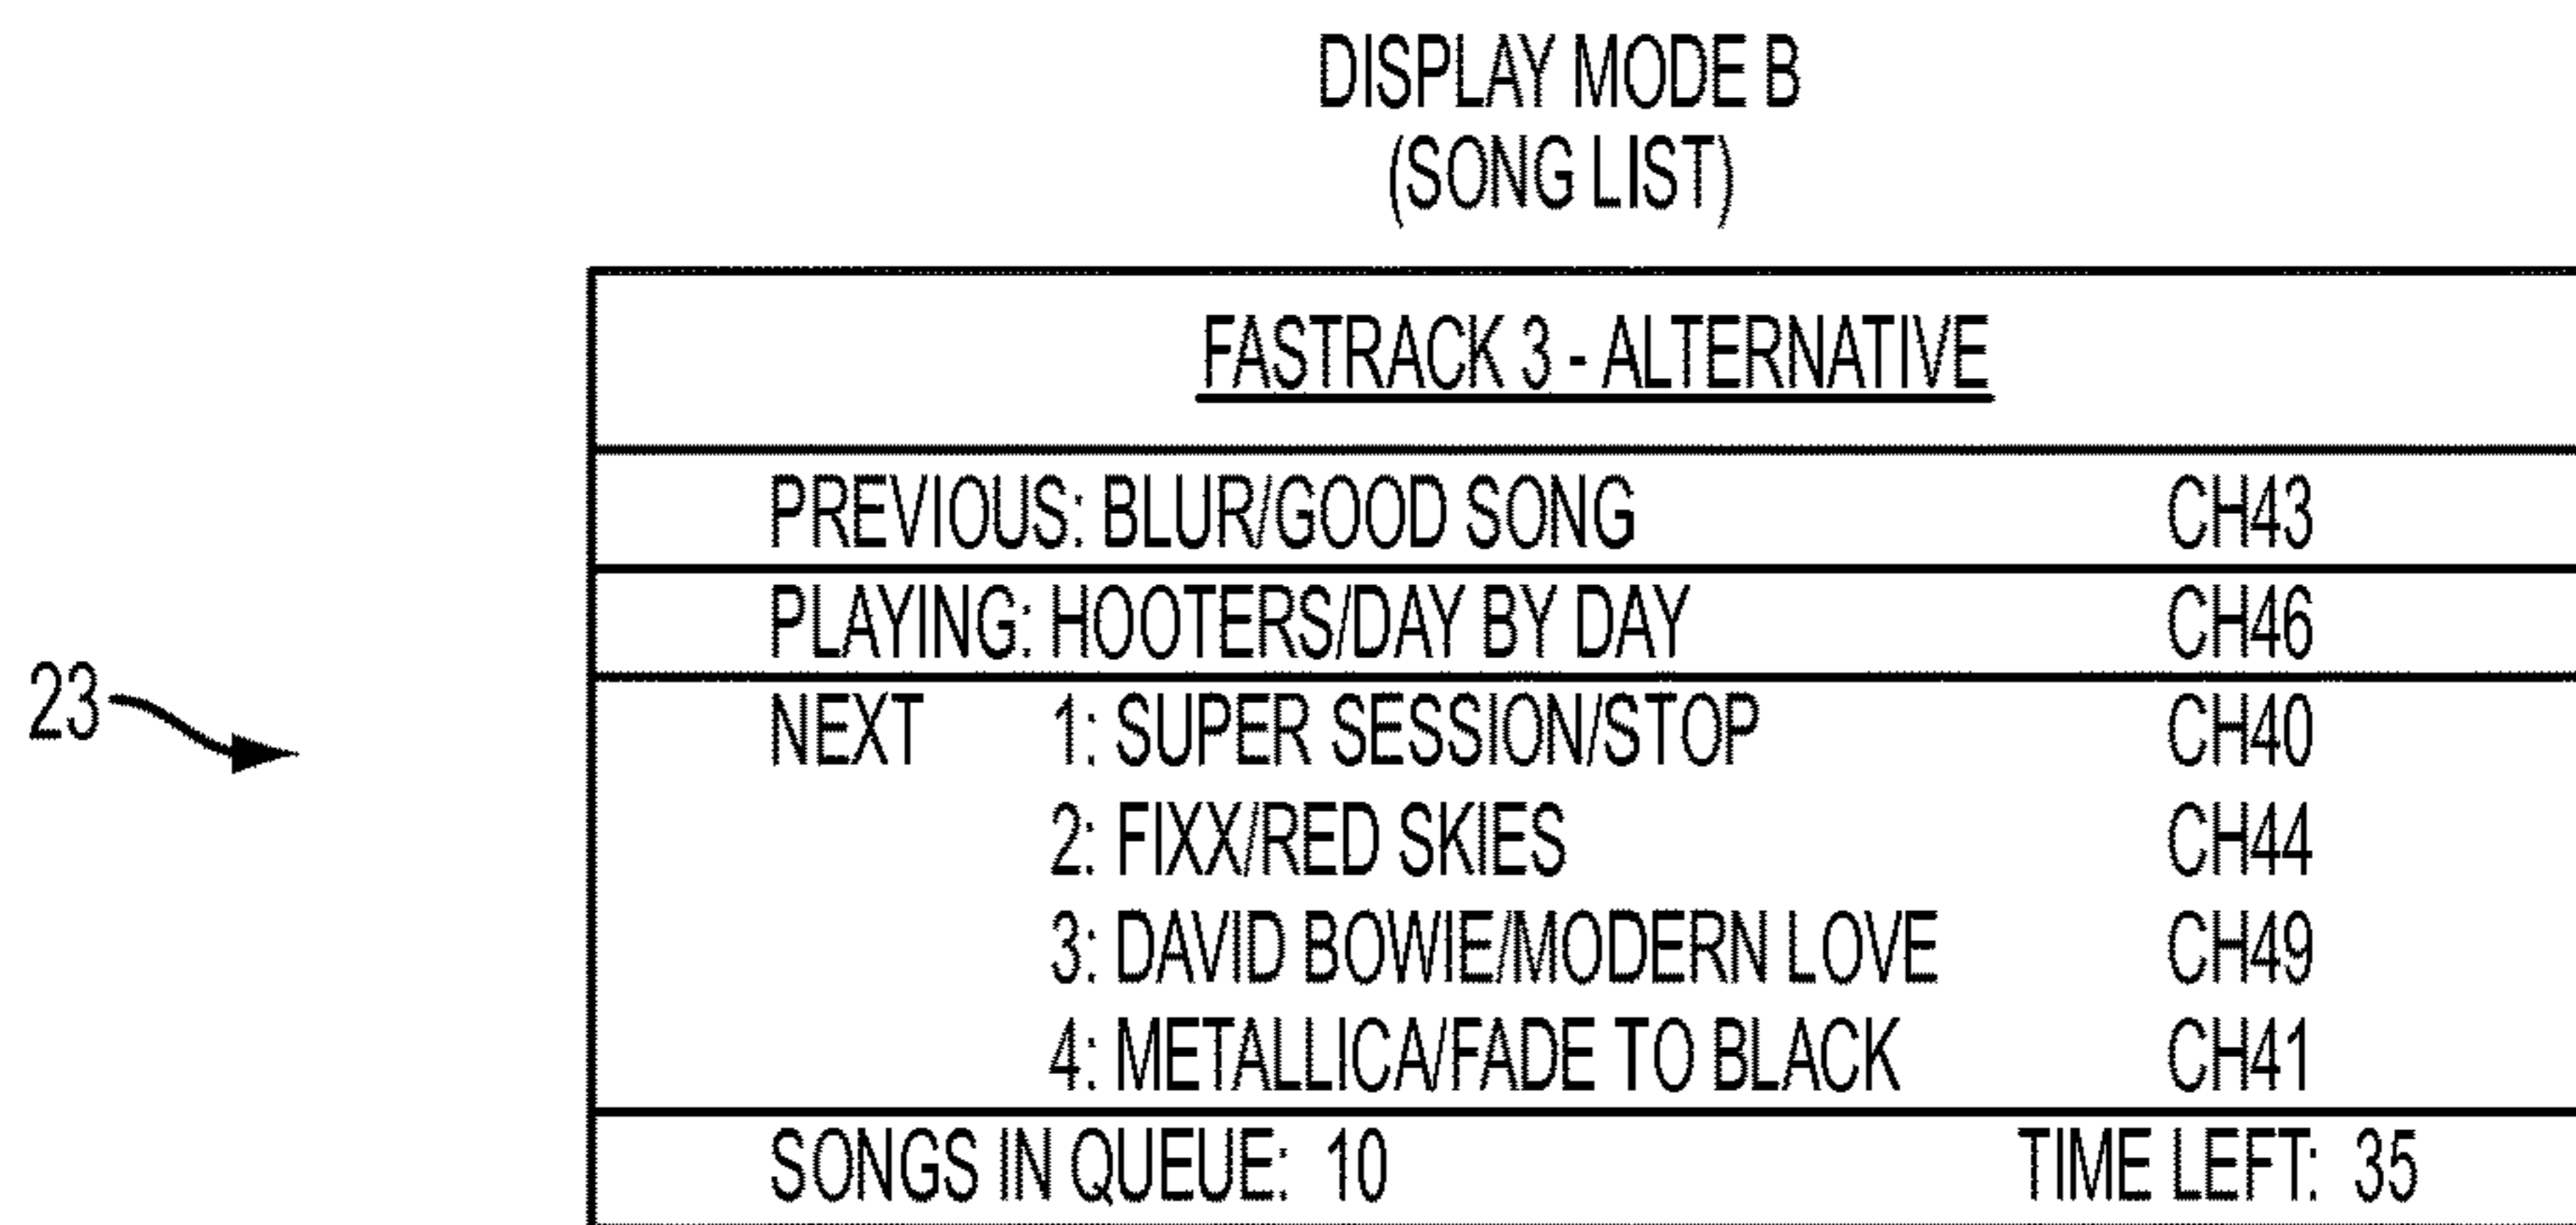 DISPLAY MODE B
(SONG LIST)
FASTRACK 3 - ALTERNATIVE
PREVIOUS: BLUR/GOOD SONG CH43
PLAYING: HOOTERS/DAY BY DAY CH46
23
NEXT 1: SUPER SESSION/STOP CH40
2: FIXX/RED SKIES CH44
3: DAVID BOWIE/MODERN LOVE CH49
4: METALLICA/FADE TO BLACK CH41
SONGS IN QUEUE: 10 TIME LEFT: 35